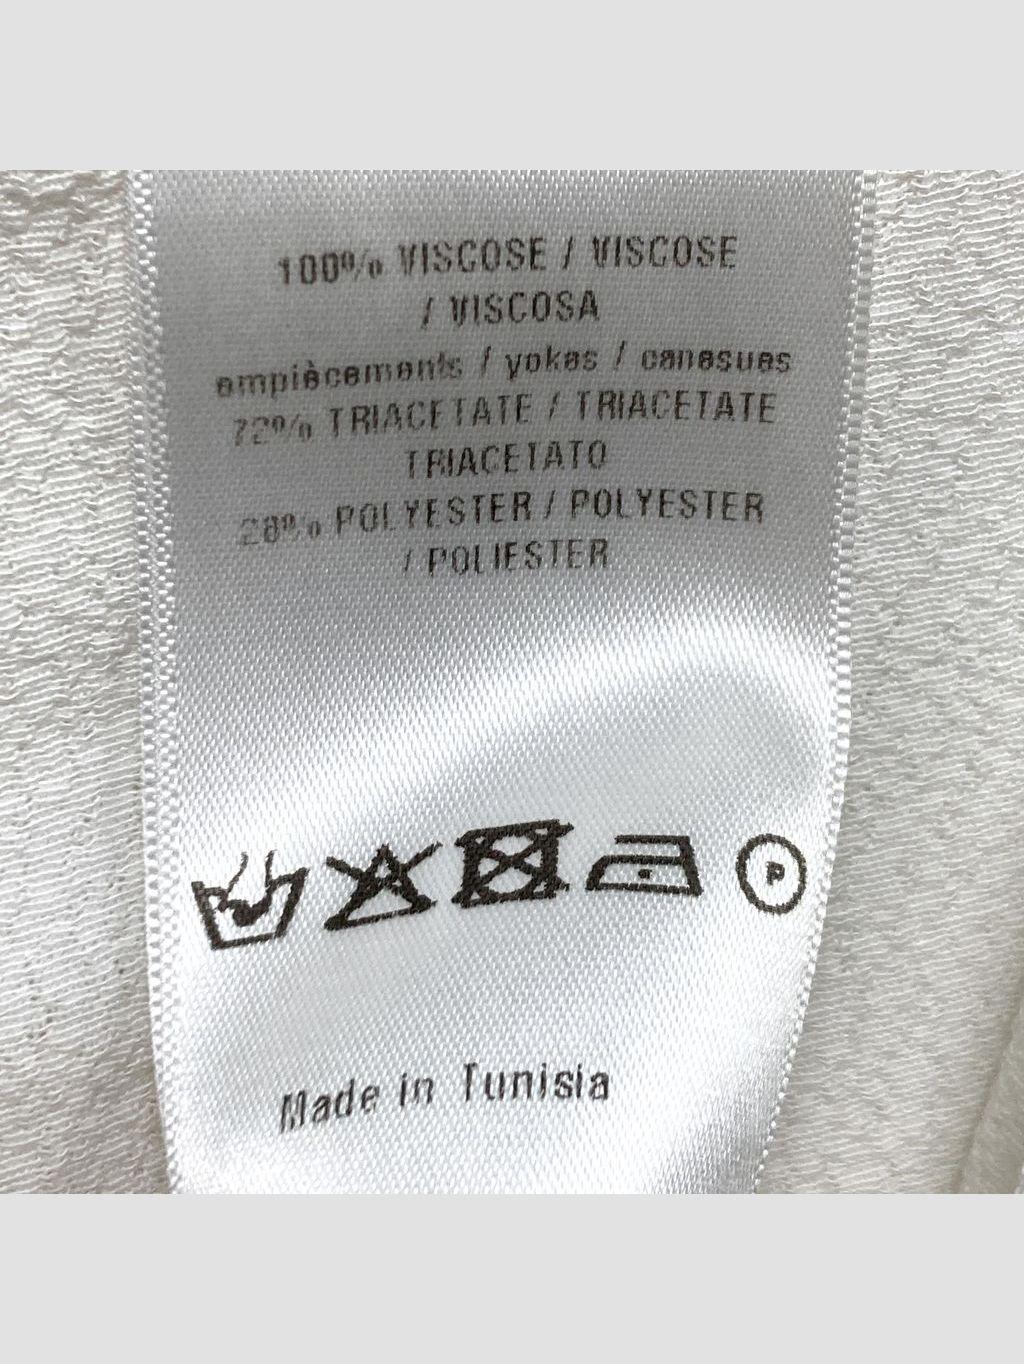 100% VISCOSE / VISCOSE
/ VISCOSA
empiècements / yokes / canesues
72% TRIACETATE / TRIACETATE
TRIACETATO
28% POLYESTER / POLYESTER
/ POLIESTER
P
Made in Tunisia